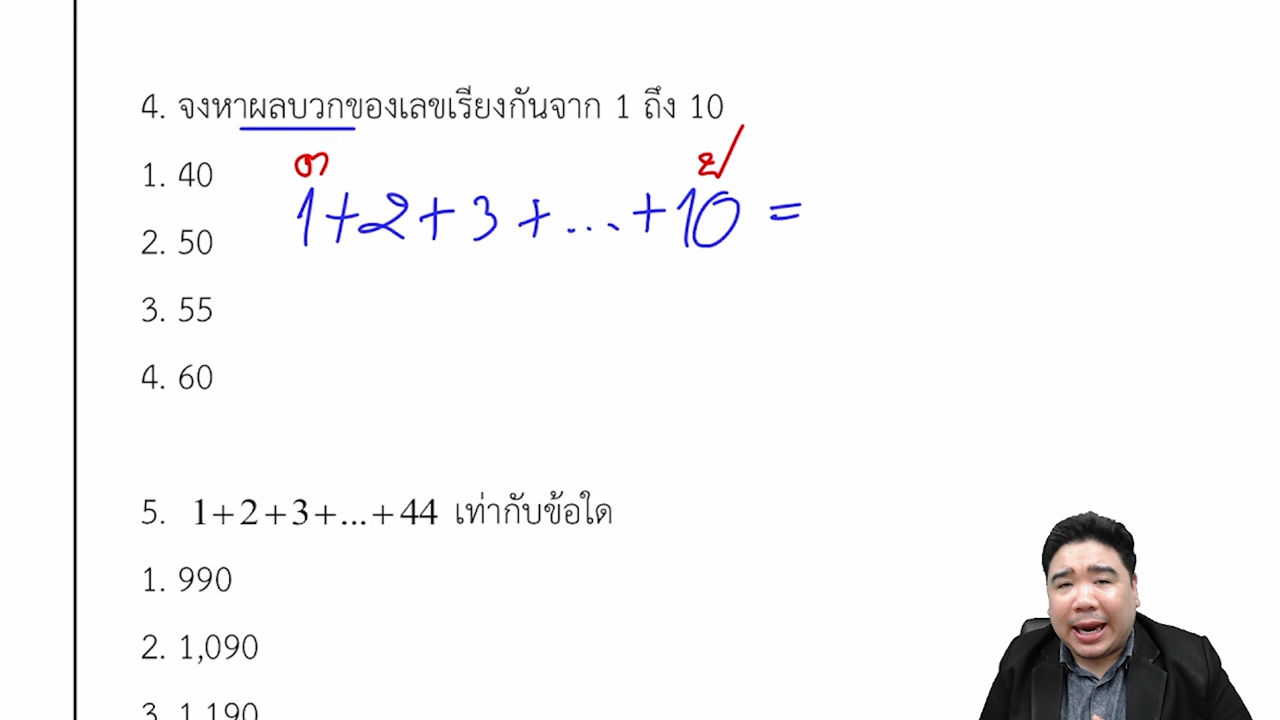 4. จงหาผลบวกของเลขเรียงกันจาก 1 ถึง 10
1. 40
ต ป
1+2+3+...+10 =
2. 50
3. 55
4. 60
5. 1+2+3+...+44 เท่ากับข้อใด
1. 990
2. 1,090
3. 1,190